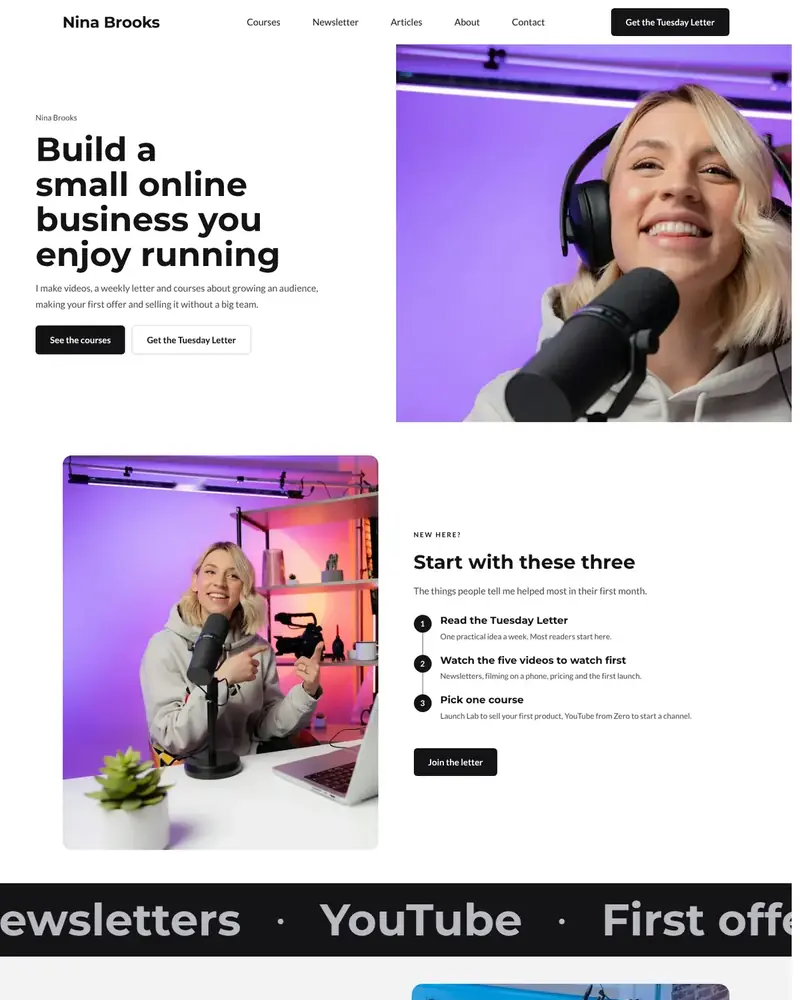 Nina Brooks
Courses
Newsletter
Articles
About
Contact
Get the Tuesday Letter
Nina Brooks
Build a
small online
business you
enjoy running
I make videos, a weekly letter and courses about growing an audience,
making your first offer and selling it without a big team.
See the courses
Get the Tuesday Letter
NEW HERE?
Start with these three
The things people tell me helped most in their first month.
1
Read the Tuesday Letter
One practical idea a week. Most readers start here.
2
Watch the five videos to watch first
Newsletters, filming on a phone, pricing and the first launch.
3
Pick one course
Launch Lab to sell your first product, YouTube from Zero to start a channel.
Join the letter
ewsletters · YouTube · First offe